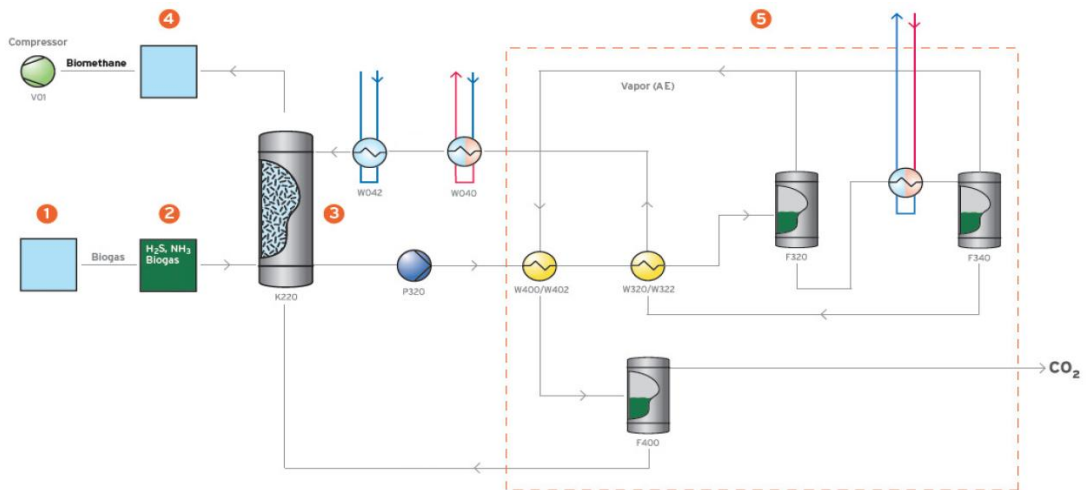 4
5
Compressor
Biomethane
V01
Vapor (AE)
W042
W040
1
2
3
H₂S, NH₃
Biogas
Biogas
K220
P320
W400/W402
W320/W322
F320
F340
F400
CO₂